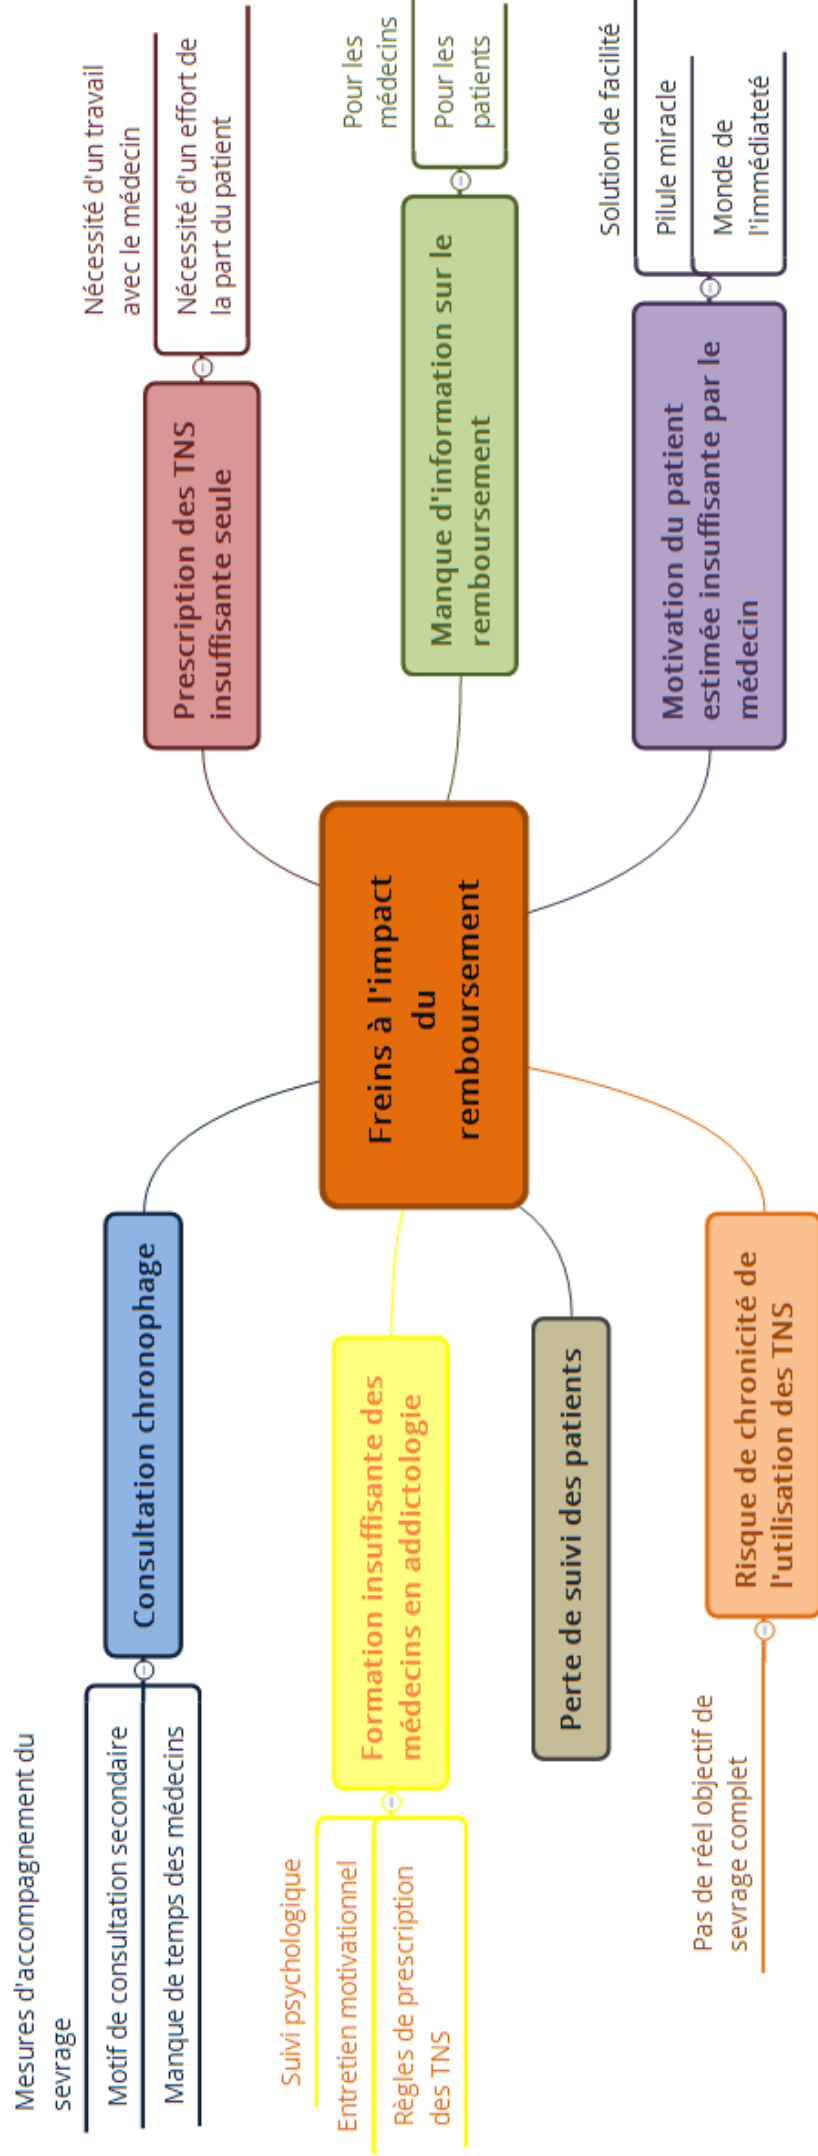 Mesures d'accompagnement du
sevrage
Motif de consultation secondaire
Manque de temps des médecins
Consultation chronophage
Suivi psychologique
Entretien motivationnel
Règles de prescription
des TNS
Formation insuffisante des
médecins en addictologie
Perte de suivi des patients
Pas de réel objectif de
sevrage complet
Risque de chronicité de
l'utilisation des TNS
Freins à l'impact
du
remboursement
Prescription des TNS
insuffisante seule
Nécessité d'un travail
avec le médecin
Nécessité d'un effort de
la part du patient
Manque d'information sur le
remboursement
Pour les
médecins
Pour les
patients
Motivation du patient
estimée insuffisante par le
médecin
Solution de facilité
Pilule miracle
Monde de
l'immédiateté